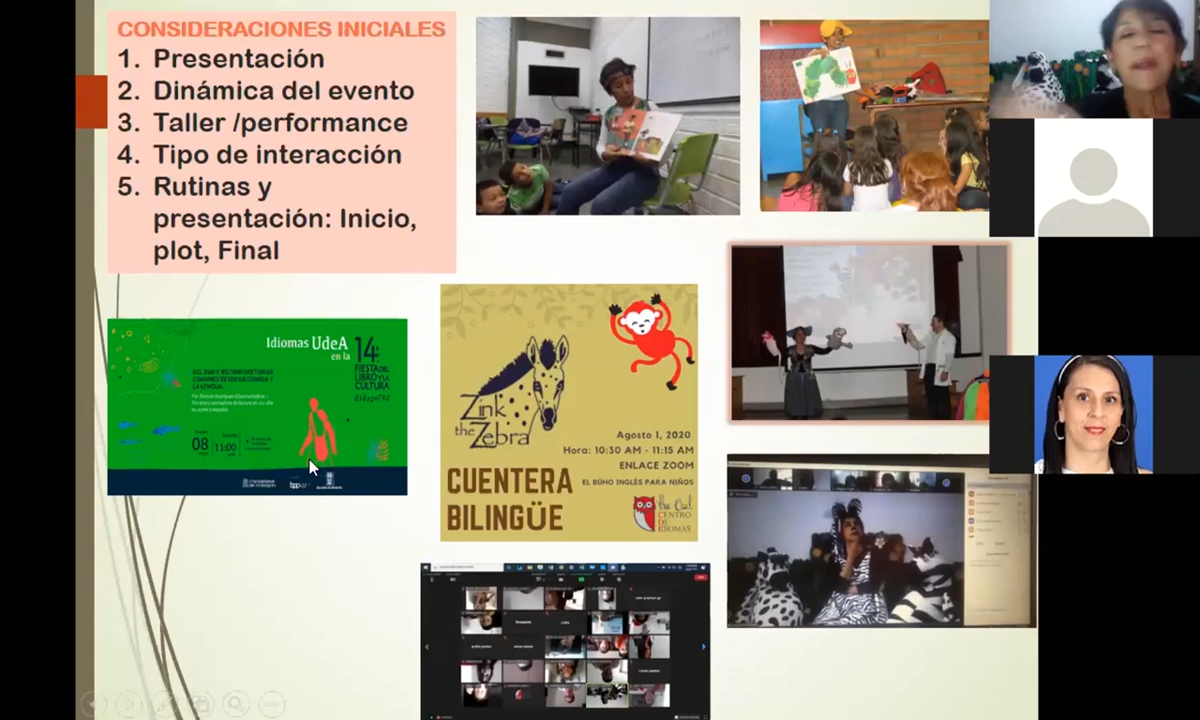 CONSIDERACIONES INICIALES
1. Presentación
2. Dinámica del evento
3. Taller /performance
4. Tipo de interacción
5. Rutinas y
presentación: Inicio,
plot, Final
Idiomas UdeA
en la
14
FIESTA DEL
LIBRO Y LA
CULTURA
08
11:00
Zink
the Zebra
Agosto 1, 2020
Hora: 10:30 AM - 11:15 AM
ENLACE ZOOM
EL BÚHO INGLÉS PARA NIÑOS
CUENTERA
BILINGÜE
the Owl
CENTRO
DE
IDIOMAS